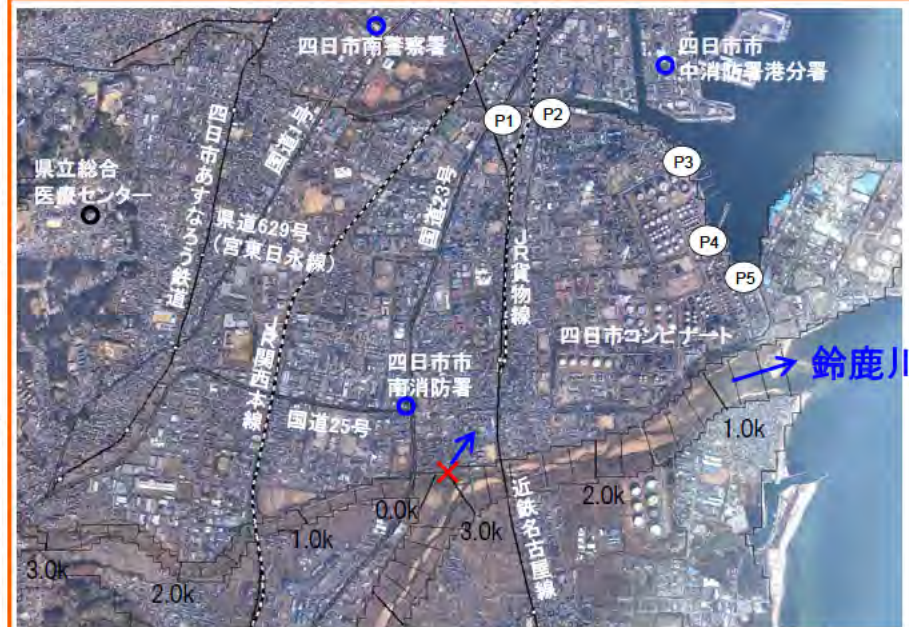 四日市南警察署
四日市市
中消防署港分署
P1
P2
国道1号
国道23号
P3
県立総合
医療センター
四日市あすなろう鉄道
県道629号
(宮東日永線)
JR貨物線
P4
P5
四日市コンビナート
JR関西本線
四日市市
南消防署
鈴鹿川
国道25号
1.0k
近鉄名古屋線
2.0k
0.0k
3.0k
1.0k
3.0k
2.0k